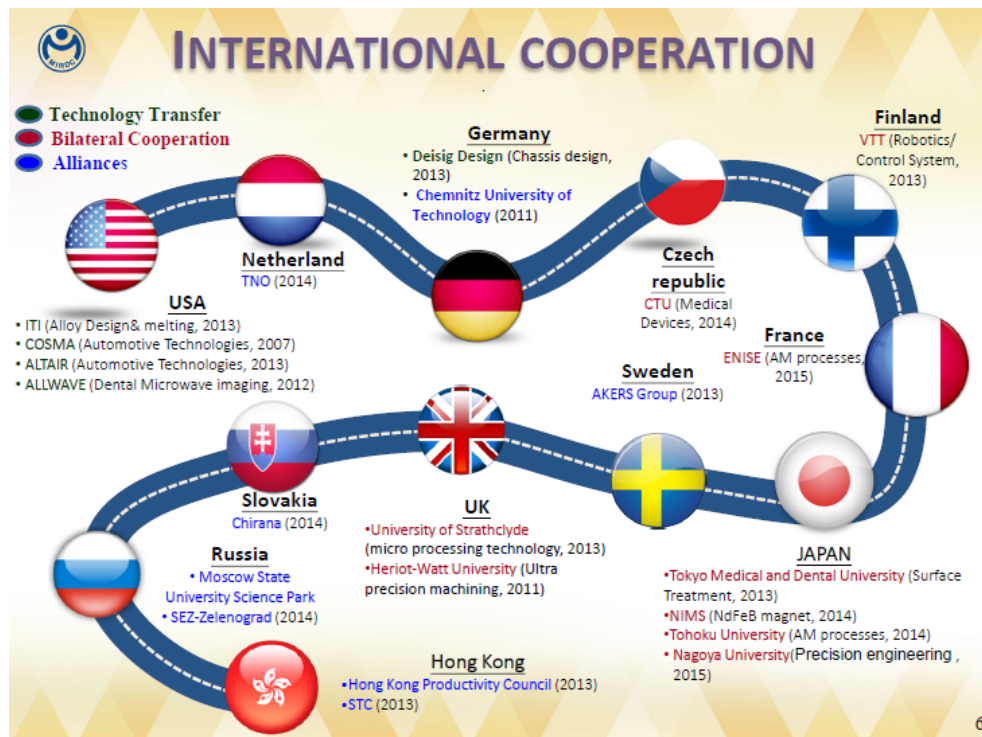 MIRDC
INTERNATIONAL COOPERATION
Technology Transfer
Bilateral Cooperation
Alliances
Germany
• Deisig Design (Chassis design,
2013)
• Chemnitz University of
Technology (2011)
Finland
VTT (Robotics/
Control System,
2013)
Netherland
TNO (2014)
Czech
republic
CTU (Medical
Devices, 2014)
USA
• ITI (Alloy Design& melting, 2013)
• COSMA (Automotive Technologies, 2007)
• ALTAIR (Automotive Technologies, 2013)
• ALLWAVE (Dental Microwave imaging, 2012)
France
ENISE (AM processes,
2015)
Sweden
AKERS Group (2013)
Slovakia
Chirana (2014)
UK
•University of Strathclyde
(micro processing technology, 2013)
•Heriot-Watt University (Ultra
precision machining, 2011)
JAPAN
•Tokyo Medical and Dental University (Surface
Treatment, 2013)
•NIMS (NdFeB magnet, 2014)
•Tohoku University (AM processes, 2014)
• Nagoya University(Precision engineering ,
2015)
Russia
• Moscow State
University Science Park
• SEZ-Zelenograd (2014)
Hong Kong
•Hong Kong Productivity Council (2013)
•STC (2013)
6